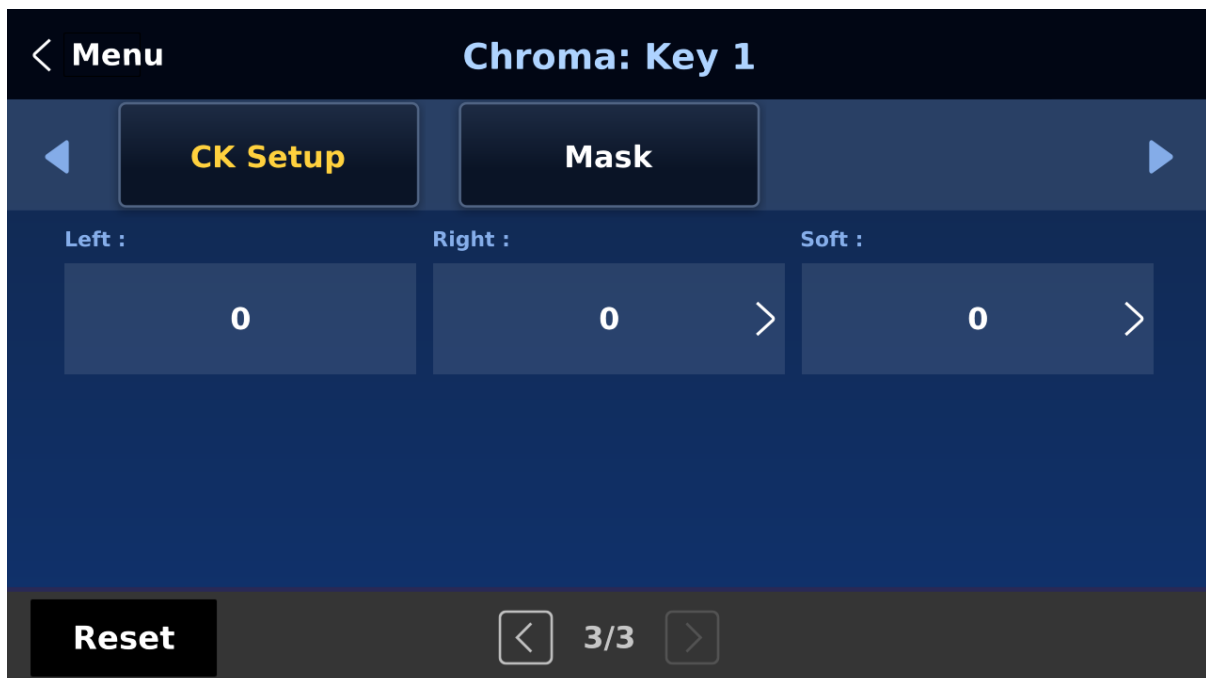 Menu
Chroma: Key 1
CK Setup
Mask
Left :
Right :
Soft :
0
0
0
Reset
3/3